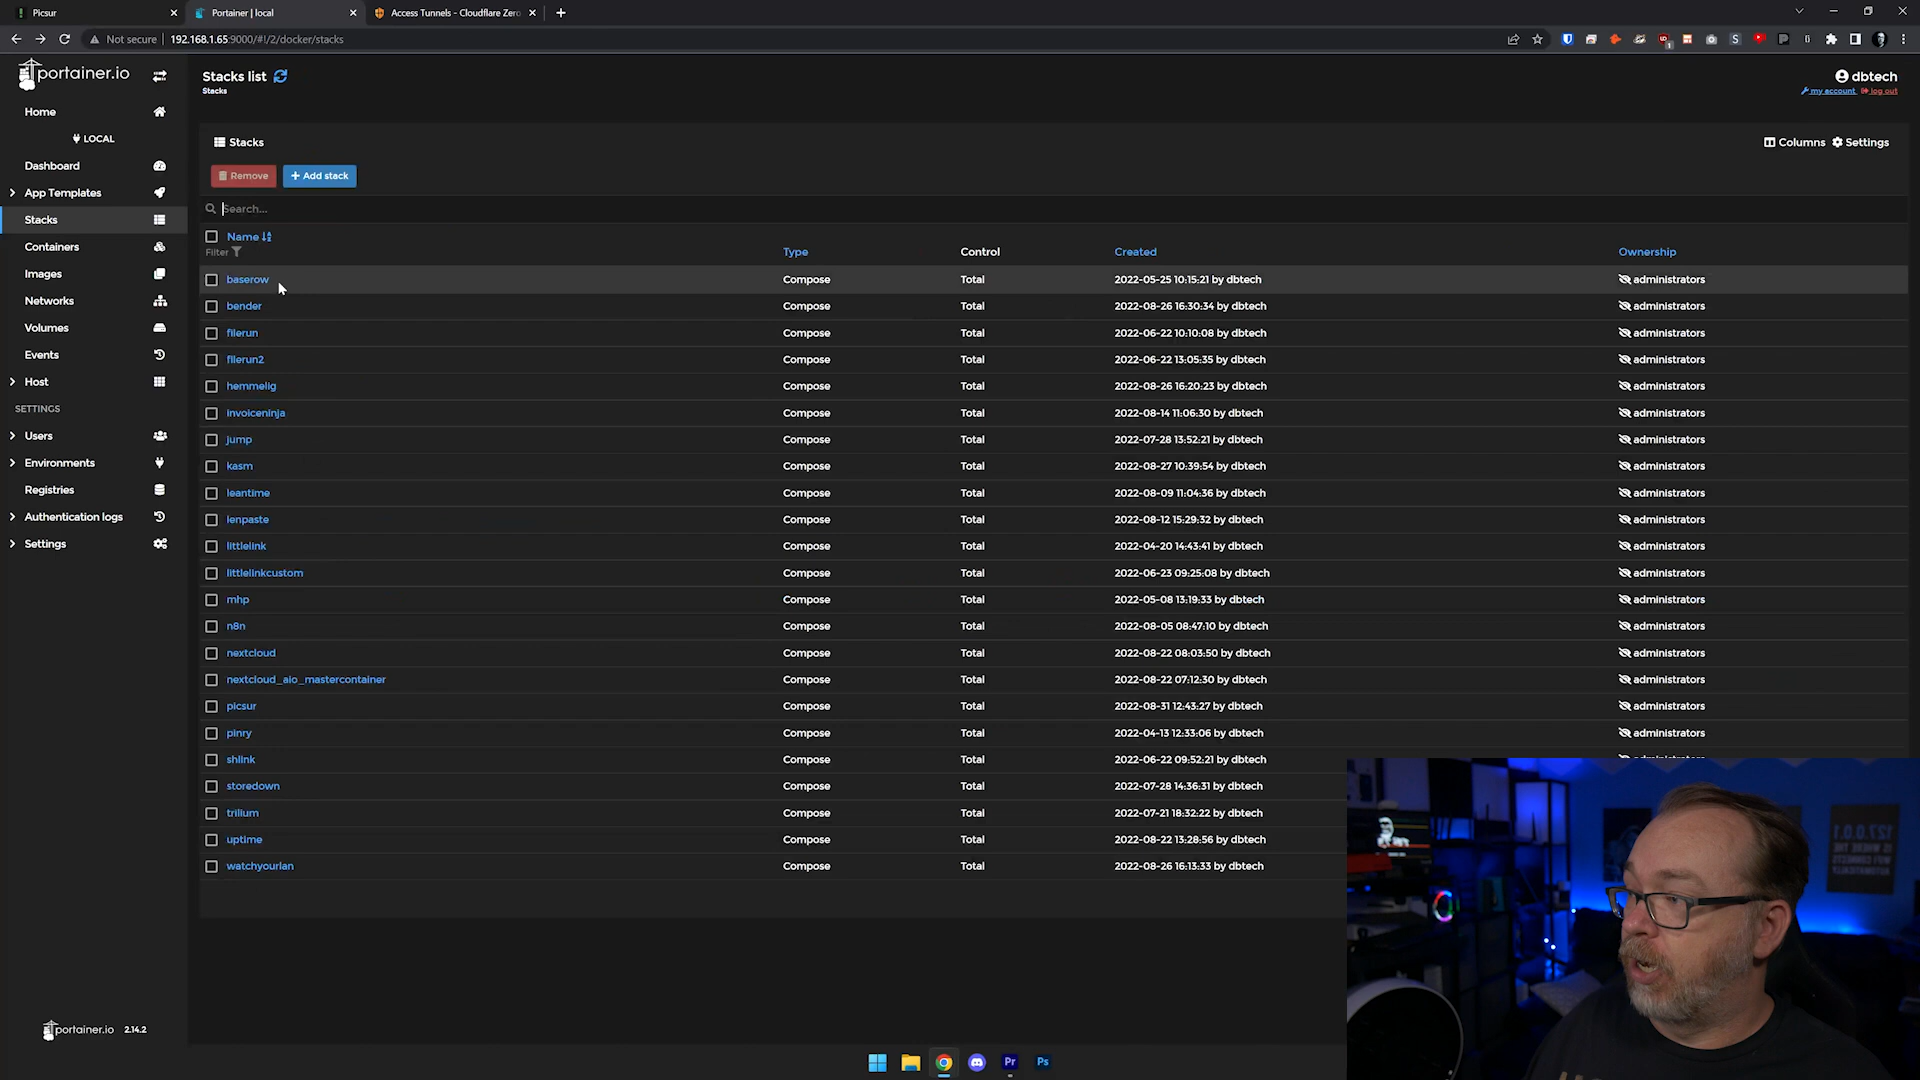 Picsur
Portainer | local
Access Tunnels - Cloudflare Zero
Not secure
192.168.1.65:9000/#!/2/docker/stacks
portainer.io
Stacks list
Stacks
dbtech
my account
log out
Home
LOCAL
Dashboard
App Templates
Stacks
Containers
Images
Networks
Volumes
Events
Host
SETTINGS
Users
Environments
Registries
Authentication logs
Settings
portainer.io 2.14.2
Stacks
Columns
Settings
Remove
+ Add stack
Search...
Name
Filter
Type
Control
Created
Ownership
baserow Compose Total 2022-05-25 10:15:21 by dbtech administrators
bender Compose Total 2022-08-26 16:30:34 by dbtech administrators
filerun Compose Total 2022-06-22 10:10:08 by dbtech administrators
filerun2 Compose Total 2022-06-22 13:05:35 by dbtech administrators
hemmelig Compose Total 2022-08-26 16:20:23 by dbtech administrators
invoiceninja Compose Total 2022-08-14 11:06:30 by dbtech administrators
jump Compose Total 2022-07-28 13:52:21 by dbtech administrators
kasm Compose Total 2022-08-27 10:39:54 by dbtech administrators
leantime Compose Total 2022-08-09 11:04:36 by dbtech administrators
lenpaste Compose Total 2022-08-12 15:29:32 by dbtech administrators
littlelink Compose Total 2022-04-20 14:43:41 by dbtech administrators
littlelinkcustom Compose Total 2022-06-23 09:25:08 by dbtech administrators
mhp Compose Total 2022-05-08 13:19:33 by dbtech administrators
n8n Compose Total 2022-08-05 08:47:10 by dbtech administrators
nextcloud Compose Total 2022-08-22 08:03:50 by dbtech administrators
nextcloud_aio_mastercontainer Compose Total 2022-08-22 07:12:30 by dbtech administrators
picsur Compose Total 2022-08-31 12:43:27 by dbtech administrators
pinry Compose Total 2022-04-13 12:33:06 by dbtech administrators
shlink Compose Total 2022-06-22 09:52:21 by dbtech
storedown Compose Total 2022-07-28 14:36:31 by dbtech
trilium Compose Total 2022-07-21 18:32:22 by dbtech
uptime Compose Total 2022-08-22 13:28:56 by dbtech
watchyourlan Compose Total 2022-08-26 16:13:33 by dbtech
127.0.0.1
IS WHERE THE
WIFI CONNECTS
AUTOMATICALLY
Pr
Ps